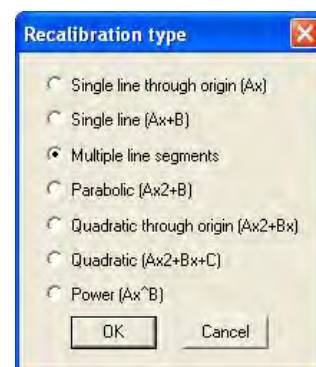 Recalibration type
Single line through origin (Ax)
Single line (Ax+B)
Multiple line segments
Parabolic (Ax2+B)
Quadratic through origin (Ax2+Bx)
Quadratic (Ax2+Bx+C)
Power (Ax^B)
OK Cancel